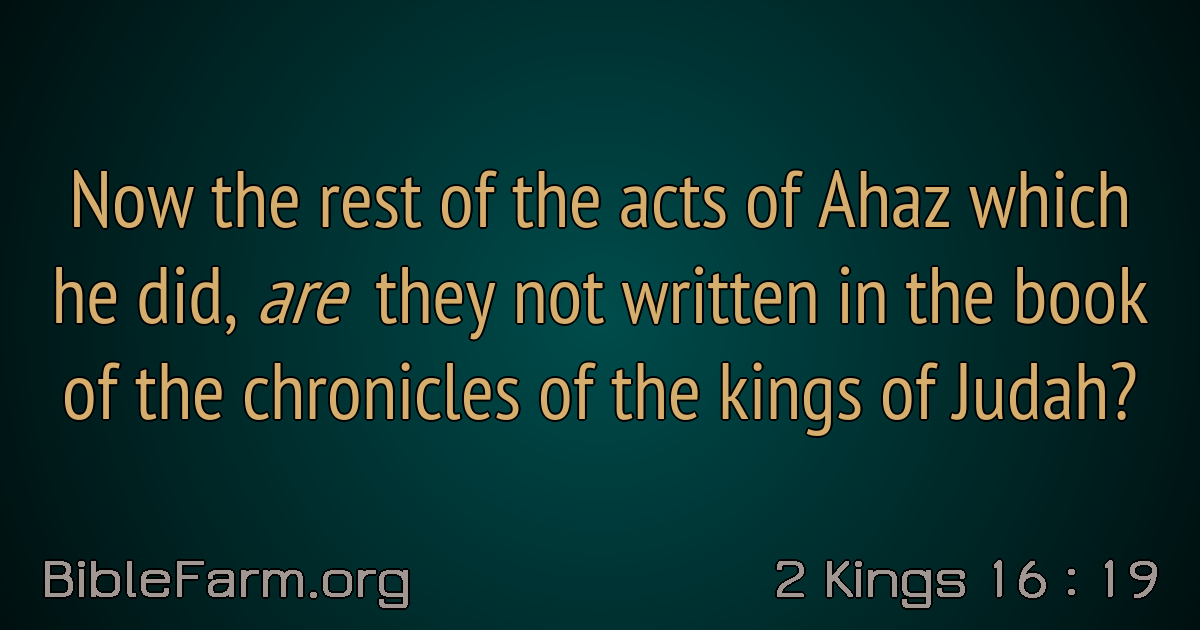 Now the rest of the acts of Ahaz which
he did, are they not written in the book
of the chronicles of the kings of Judah?
BibleFarm.org
2 Kings 16 : 19